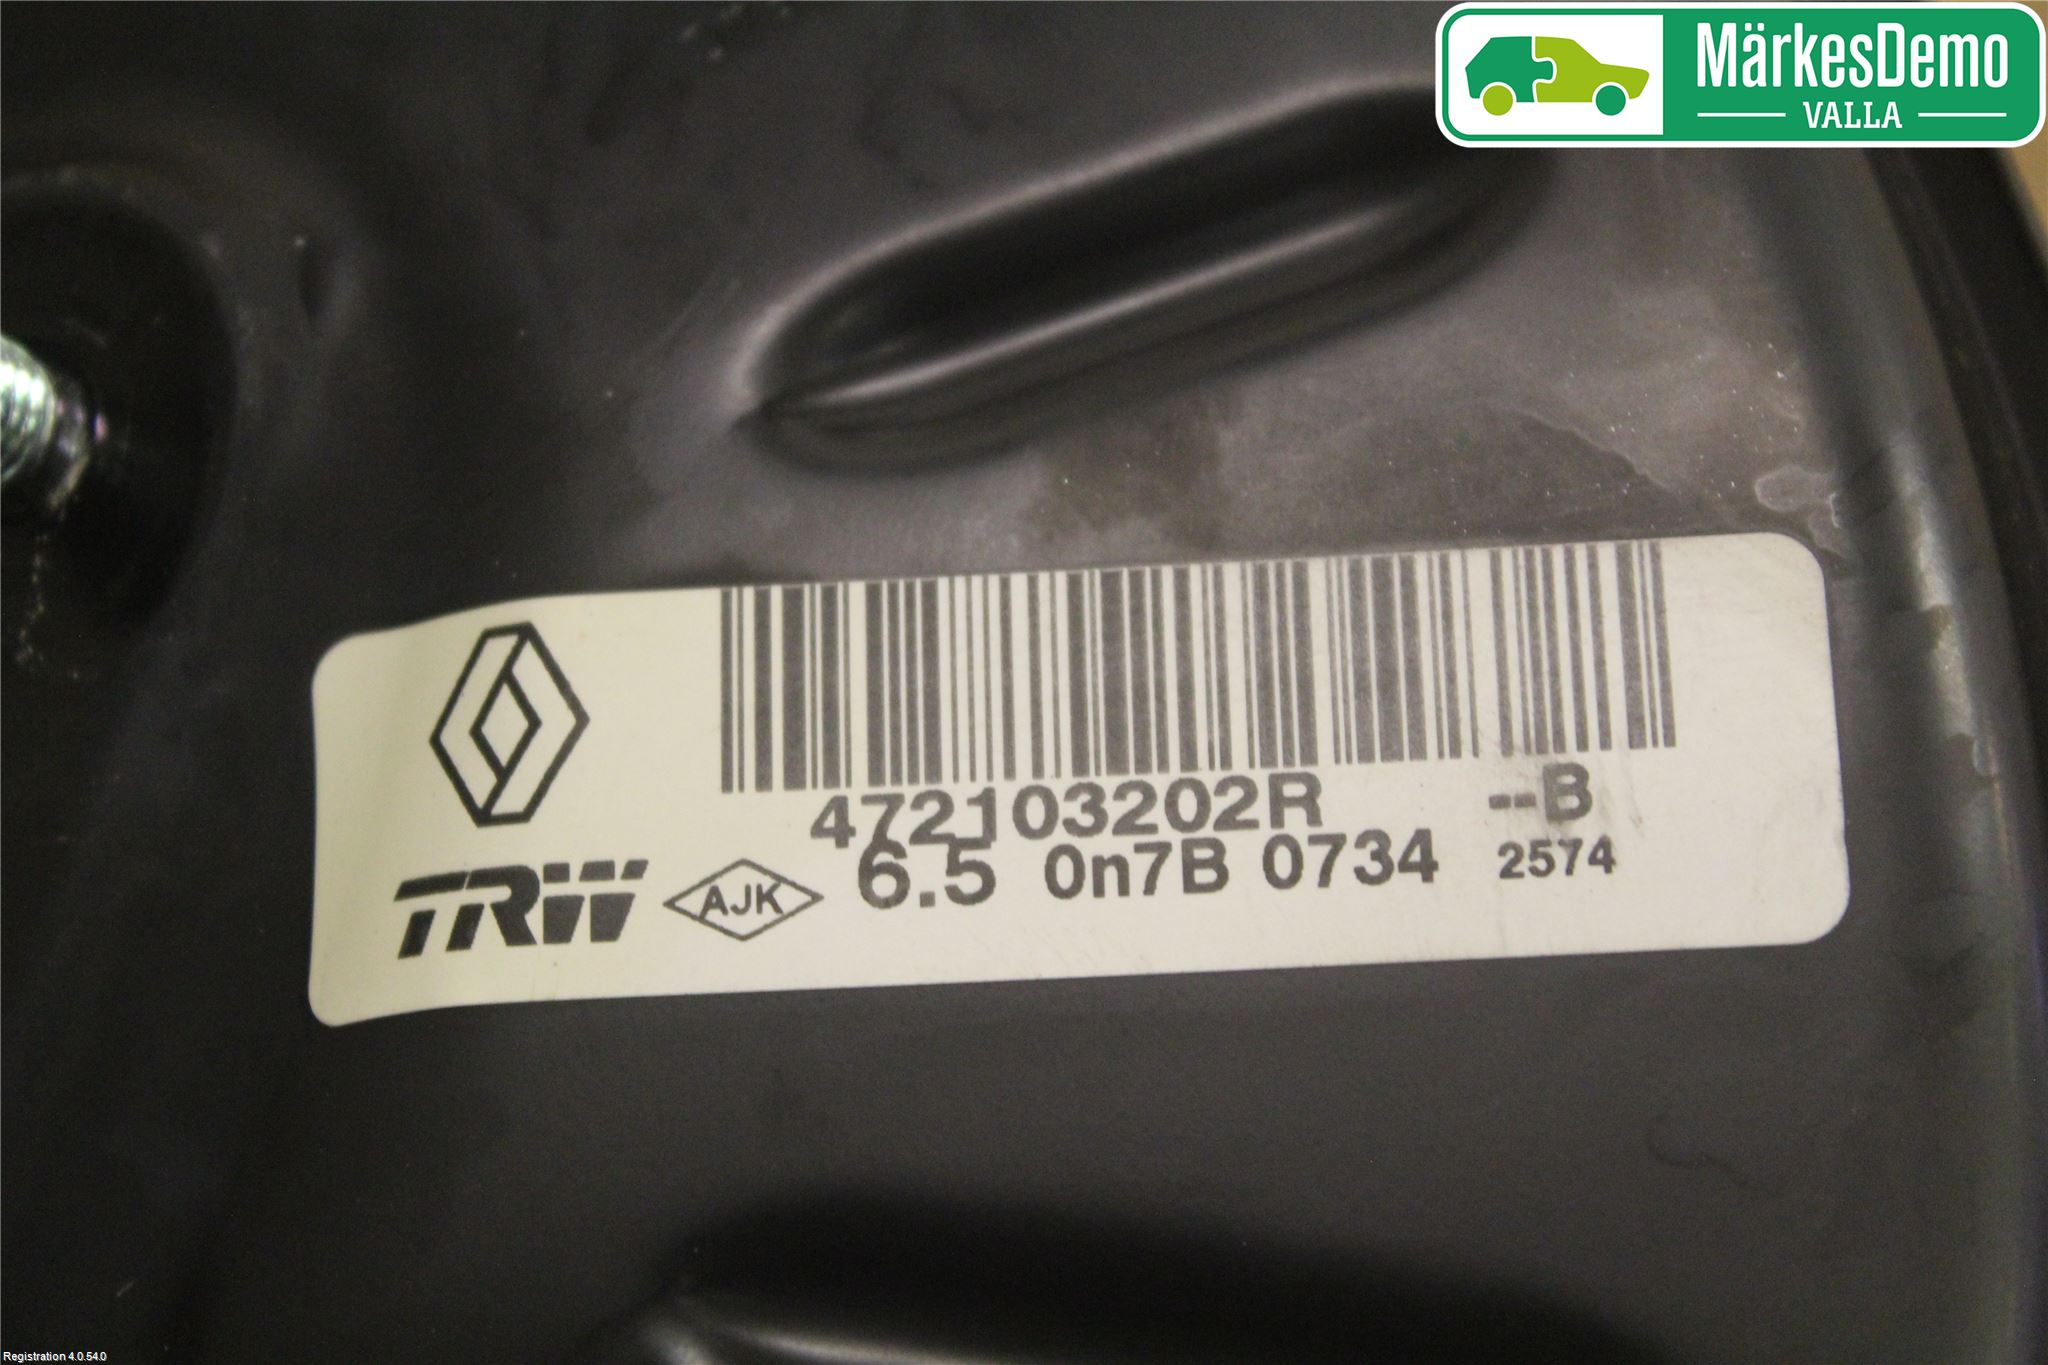 MärkesDemo
VALLA
472103202R --B
TRW AJK 6.5 0n7B 0734 2574
Registration 4.0.54.0